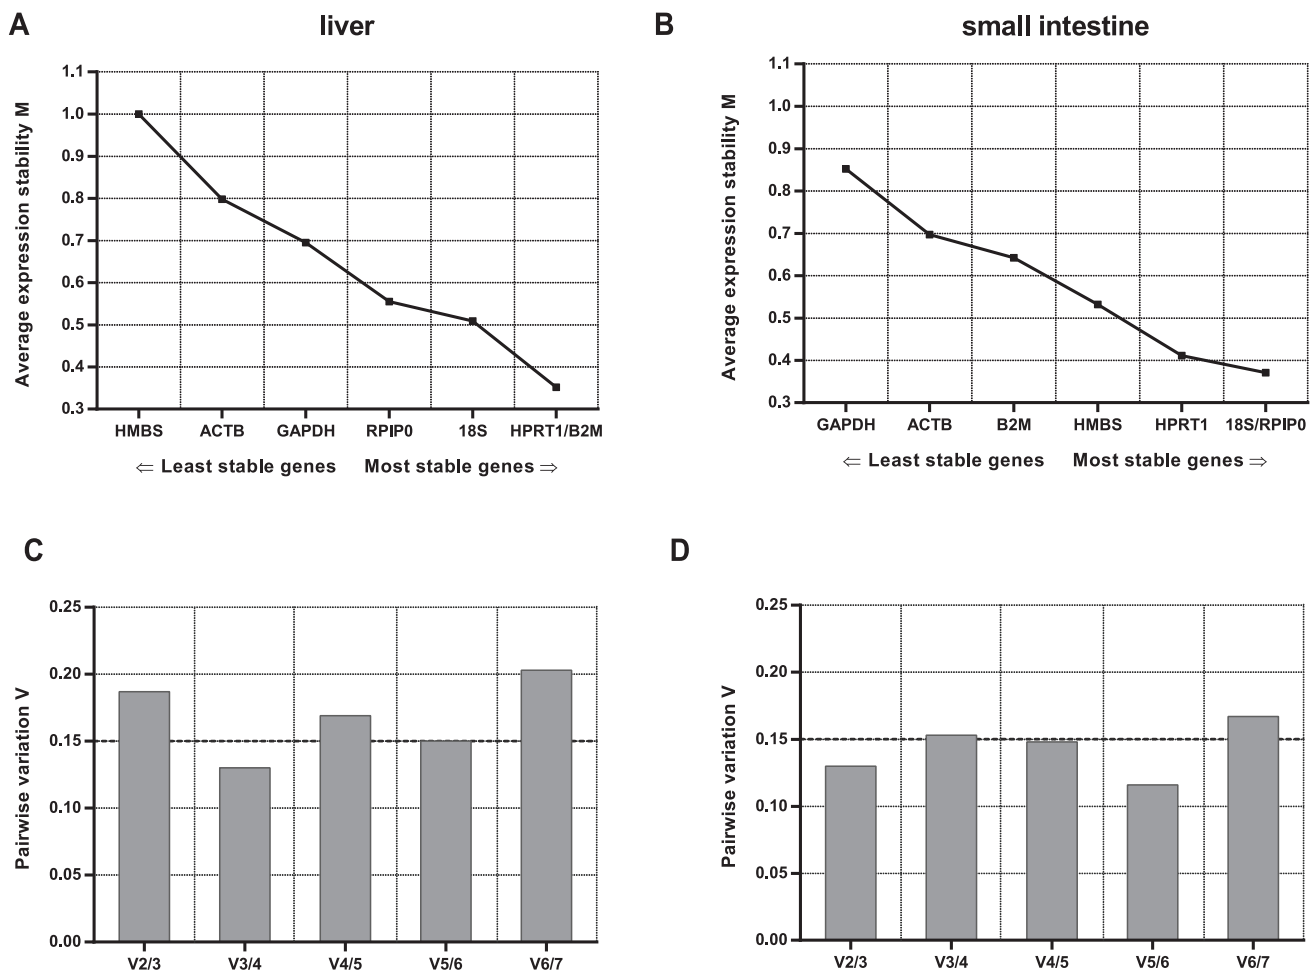 A
liver
Average expression stability M
1.1
1.0
0.9
0.8
0.7
0.6
0.5
0.4
0.3
HMBS ACTB GAPDH RPIP0 18S HPRT1/B2M
⇐ Least stable genes Most stable genes ⇒
B
small intestine
Average expression stability M
1.1
1.0
0.9
0.8
0.7
0.6
0.5
0.4
0.3
GAPDH ACTB B2M HMBS HPRT1 18S/RPIP0
⇐ Least stable genes Most stable genes ⇒
C
Pairwise variation V
0.25
0.20
0.15
0.10
0.05
0.00
V2/3 V3/4 V4/5 V5/6 V6/7
D
Pairwise variation V
0.25
0.20
0.15
0.10
0.05
0.00
V2/3 V3/4 V4/5 V5/6 V6/7